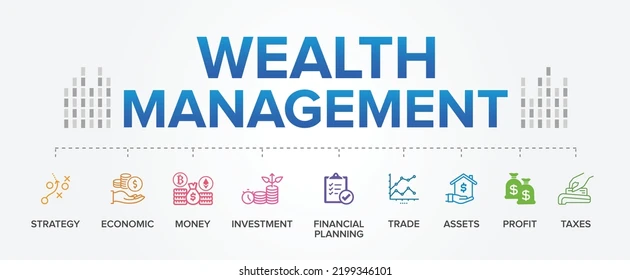 WEALTH
MANAGEMENT
STRATEGY
ECONOMIC
MONEY
INVESTMENT
FINANCIAL
PLANNING
TRADE
ASSETS
PROFIT
TAXES
shutterstock.com · 2199346101